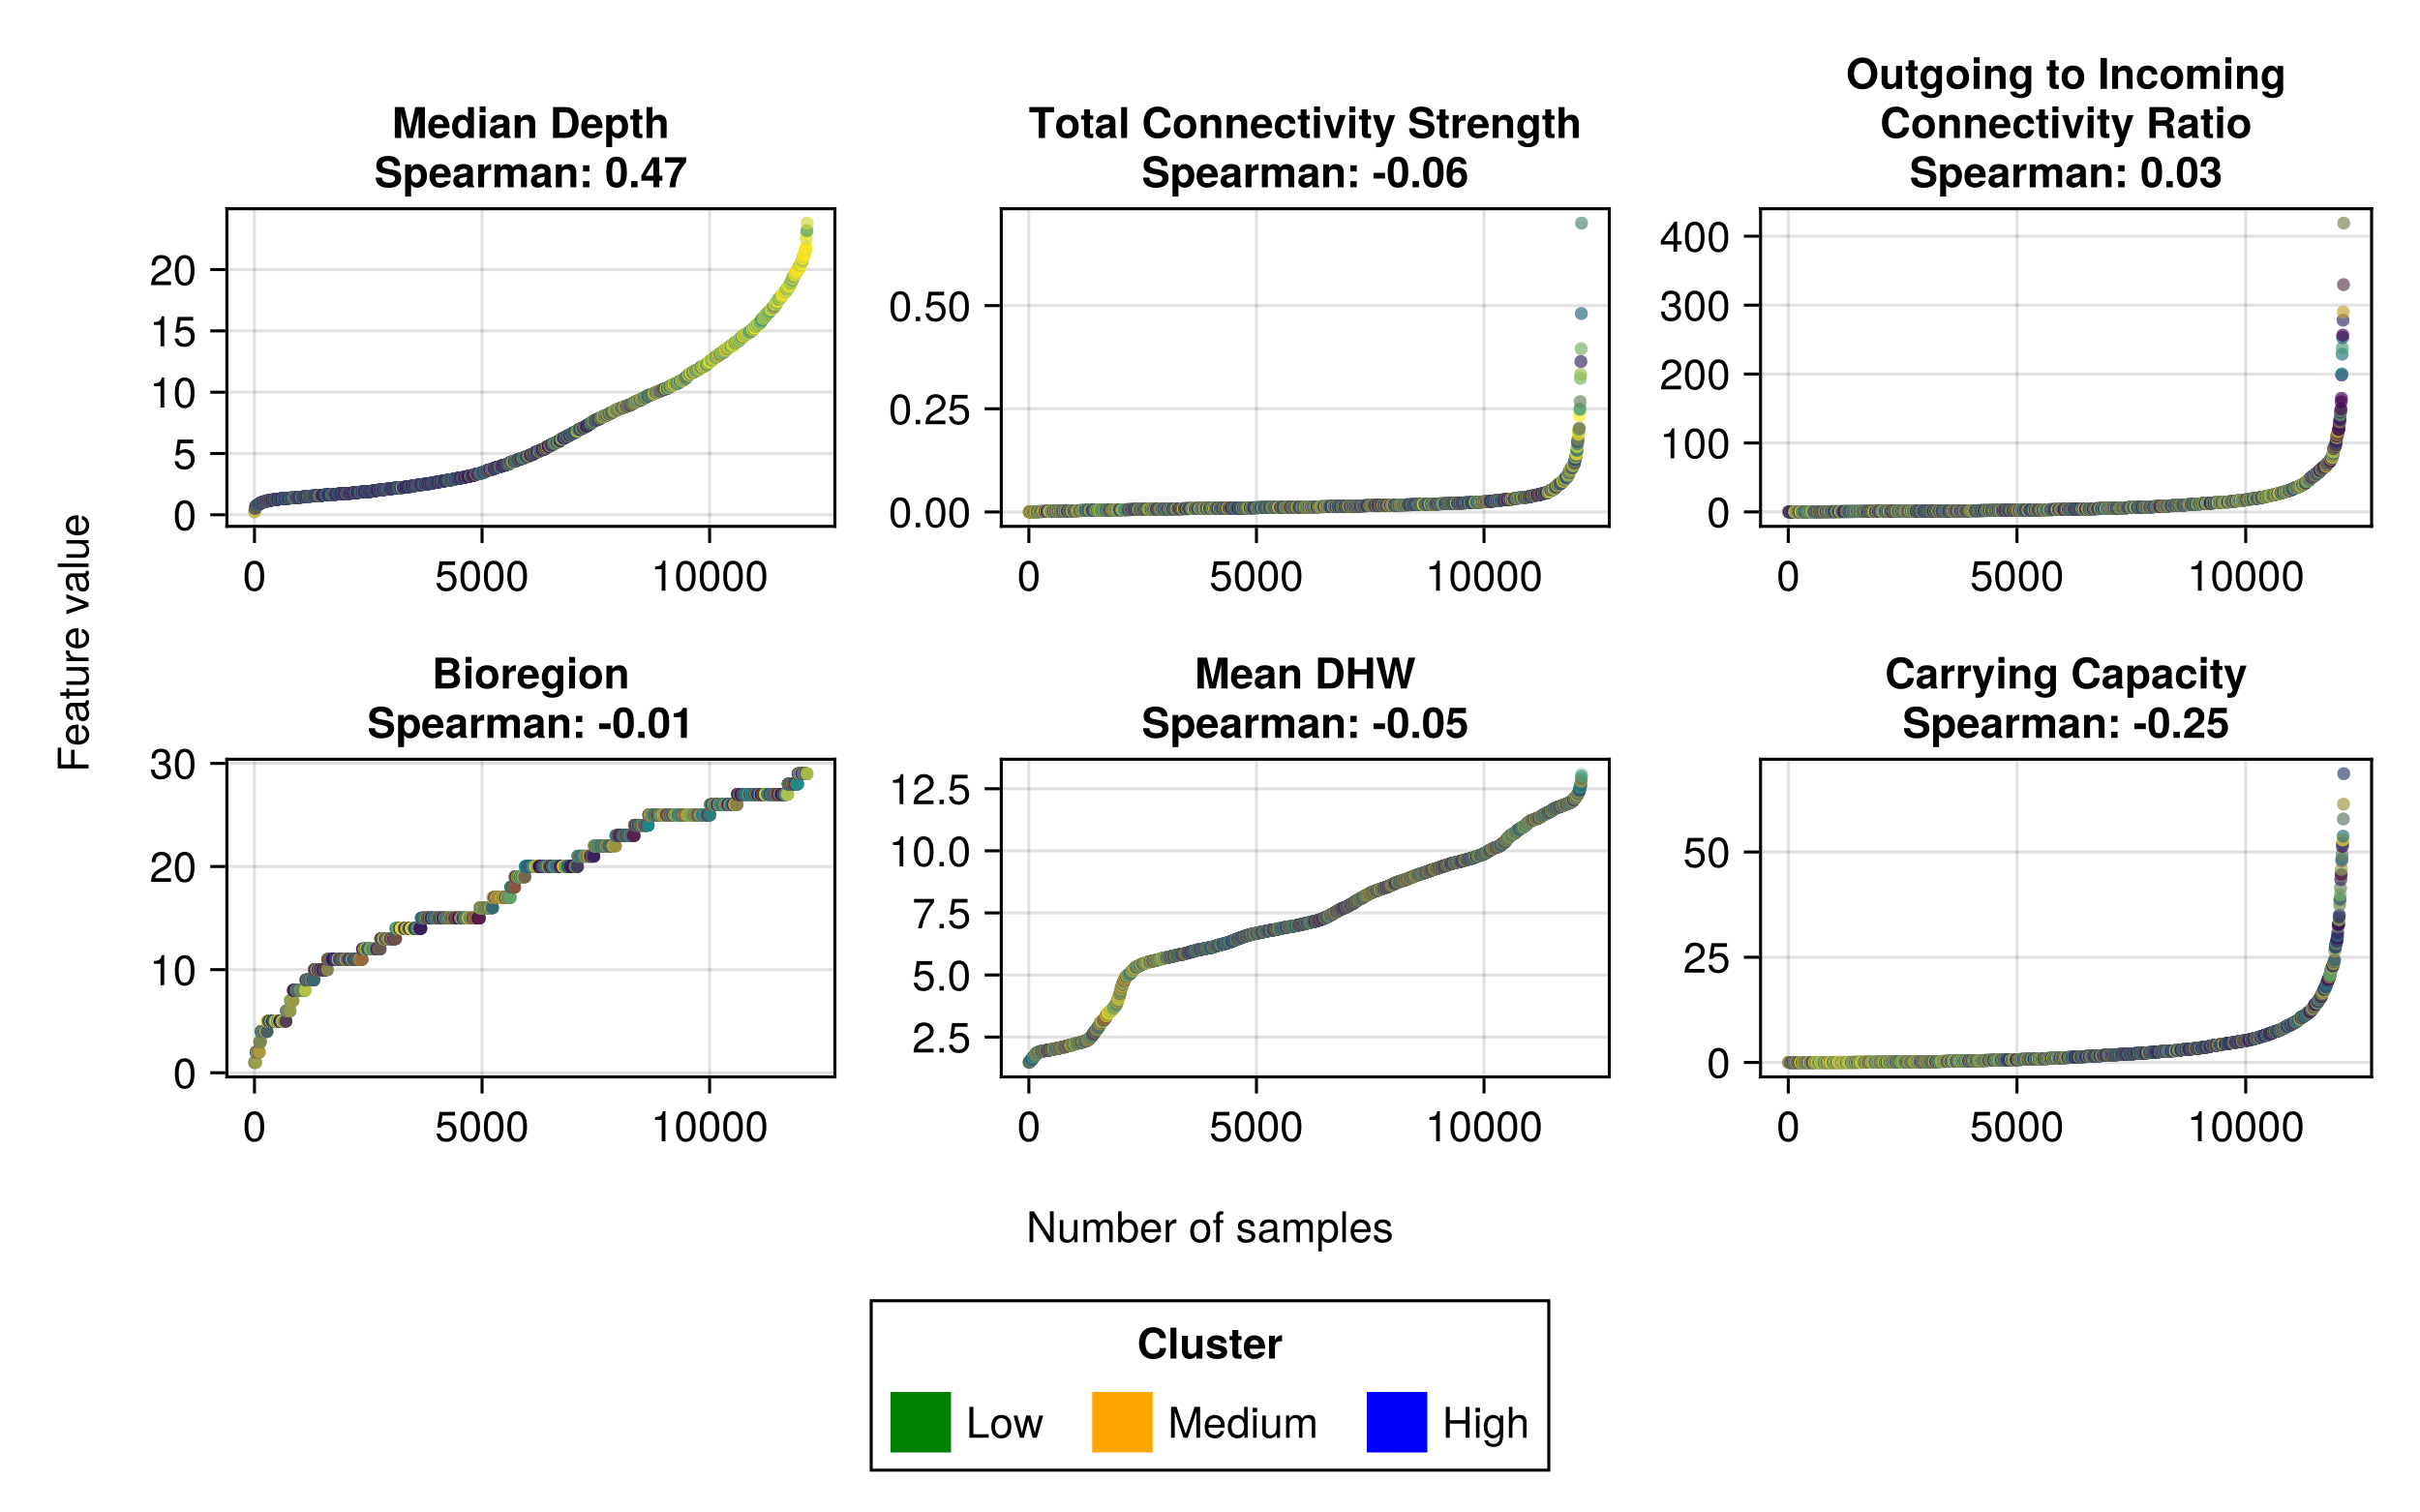 Median Depth
Spearman: 0.47
Total Connectivity Strength
Spearman: -0.06
Outgoing to Incoming
Connectivity Ratio
Spearman: 0.03
20
15
10
5
0
0 5000 10000
0.50
0.25
0.00
0 5000 10000
400
300
200
100
0
0 5000 10000
Feature value
Bioregion
Spearman: -0.01
Mean DHW
Spearman: -0.05
Carrying Capacity
Spearman: -0.25
30
20
10
0
0 5000 10000
12.5
10.0
7.5
5.0
2.5
0 5000 10000
50
25
0
0 5000 10000
Number of samples
Cluster
Low Medium High